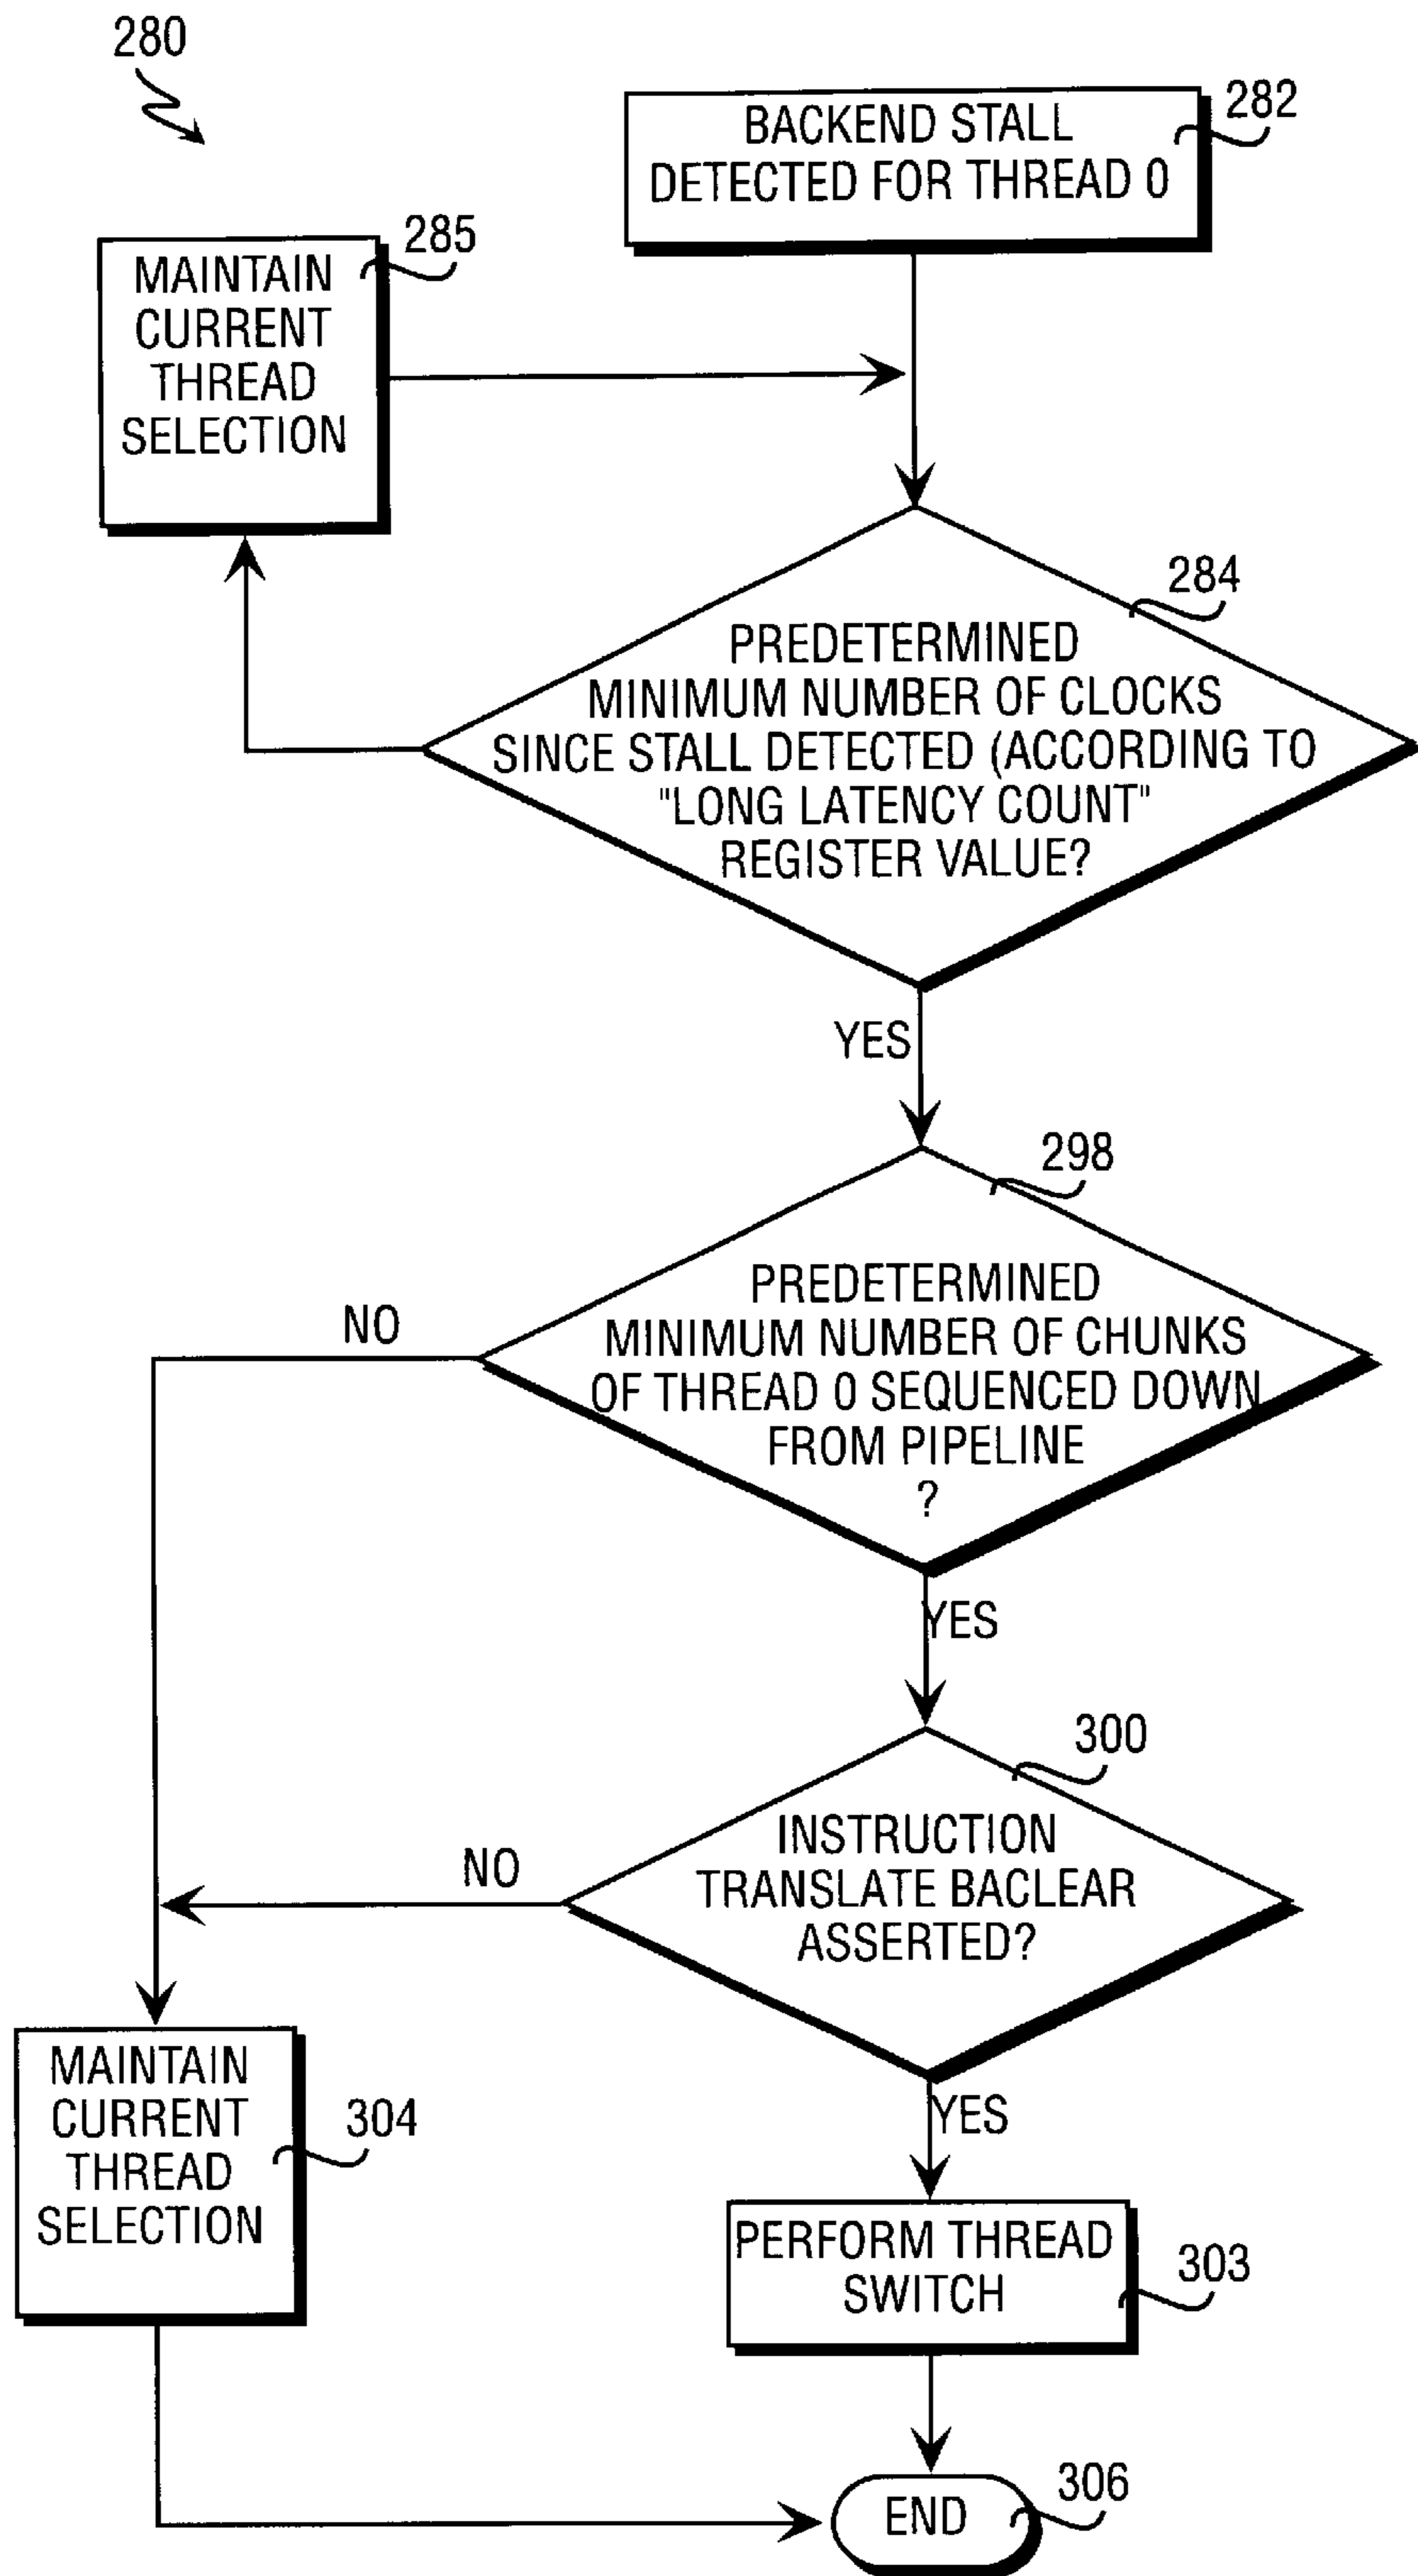 280
BACKEND STALL
DETECTED FOR THREAD 0
282
MAINTAIN
CURRENT
THREAD
SELECTION
285
PREDETERMINED
MINIMUM NUMBER OF CLOCKS
SINCE STALL DETECTED (ACCORDING TO
"LONG LATENCY COUNT"
REGISTER VALUE?
284
YES
PREDETERMINED
MINIMUM NUMBER OF CHUNKS
OF THREAD 0 SEQUENCED DOWN
FROM PIPELINE
?
298
NO
YES
INSTRUCTION
TRANSLATE BACLEAR
ASSERTED?
300
NO
YES
MAINTAIN
CURRENT
THREAD
SELECTION
304
PERFORM THREAD
SWITCH
303
END
306